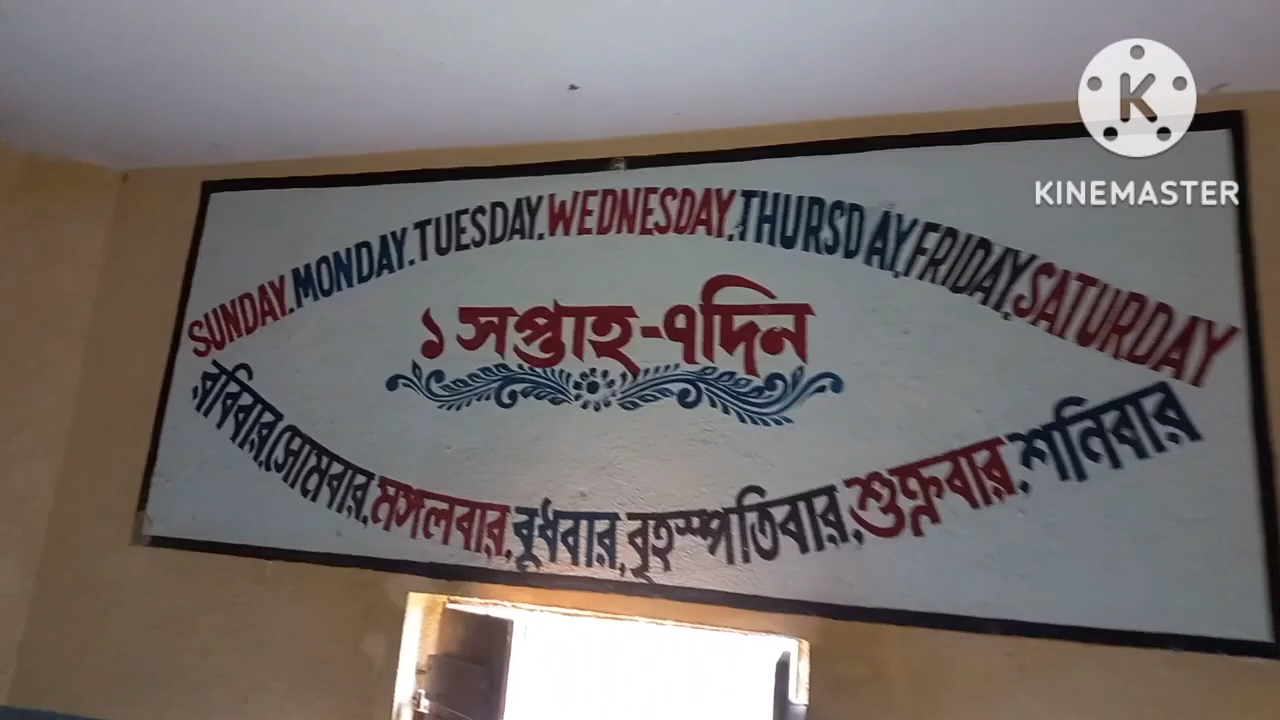 SUNDAY. MONDAY. TUESDAY. WEDNESDAY. THURSDAY, FRIDAY, SATURDAY
১ সপ্তাহ-৭দিন
রবিবার, সোমবার, মঙ্গলবার, বুধবার, বৃহস্পতিবার, শুক্রবার, শনিবার
K
KINEMASTER